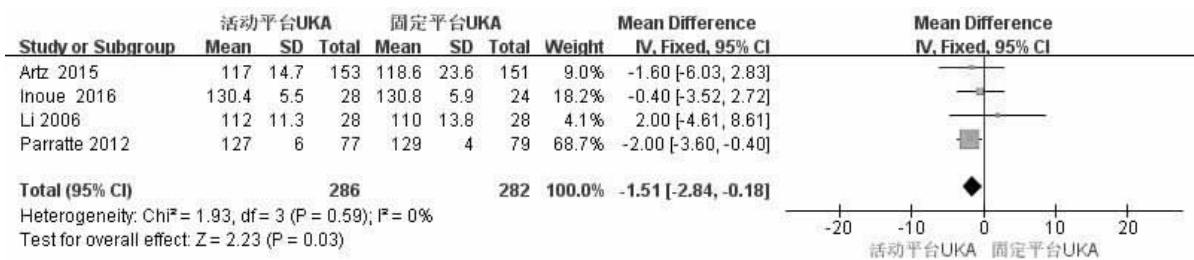 活动平台UKA 固定平台UKA Mean Difference Mean Difference
Study or Subgroup Mean SD Total Mean SD Total Weight IV, Fixed, 95% CI IV, Fixed, 95% CI
Artz 2015 117 14.7 153 118.6 23.6 151 9.0% -1.60 [-6.03, 2.83]
Inoue 2016 130.4 5.5 28 130.8 5.9 24 18.2% -0.40 [-3.52, 2.72]
Li 2006 112 11.3 28 110 13.8 28 4.1% 2.00 [-4.61, 8.61]
Parratte 2012 127 6 77 129 4 79 68.7% -2.00 [-3.60, -0.40]
Total (95% CI) 286 282 100.0% -1.51 [-2.84, -0.18]
Heterogeneity: Chi² = 1.93, df = 3 (P = 0.59); I² = 0%
Test for overall effect: Z = 2.23 (P = 0.03)
-20 -10 0 10 20
活动平台UKA 固定平台UKA